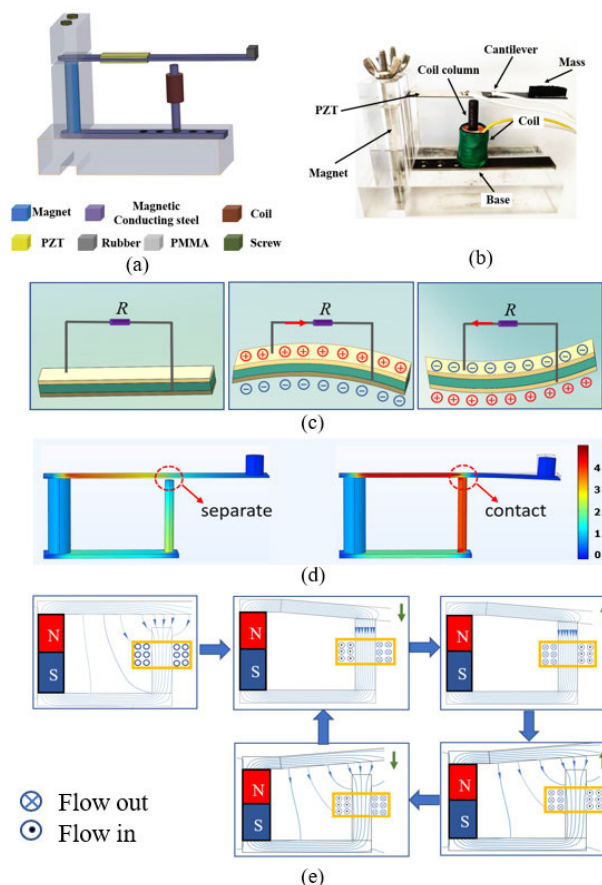 (a)
Magnet
Magnetic
Conducting steel
Coil
PZT
Rubber
PMMA
Screw
Coil column
Cantilever
Mass
PZT
Magnet
Coil
Base
(b)
R
R
R
(c)
separate
contact
4
3
2
1
0
(d)
N
S
N
S
N
S
N
S
N
S
⊗ Flow out
⊙ Flow in
(e)